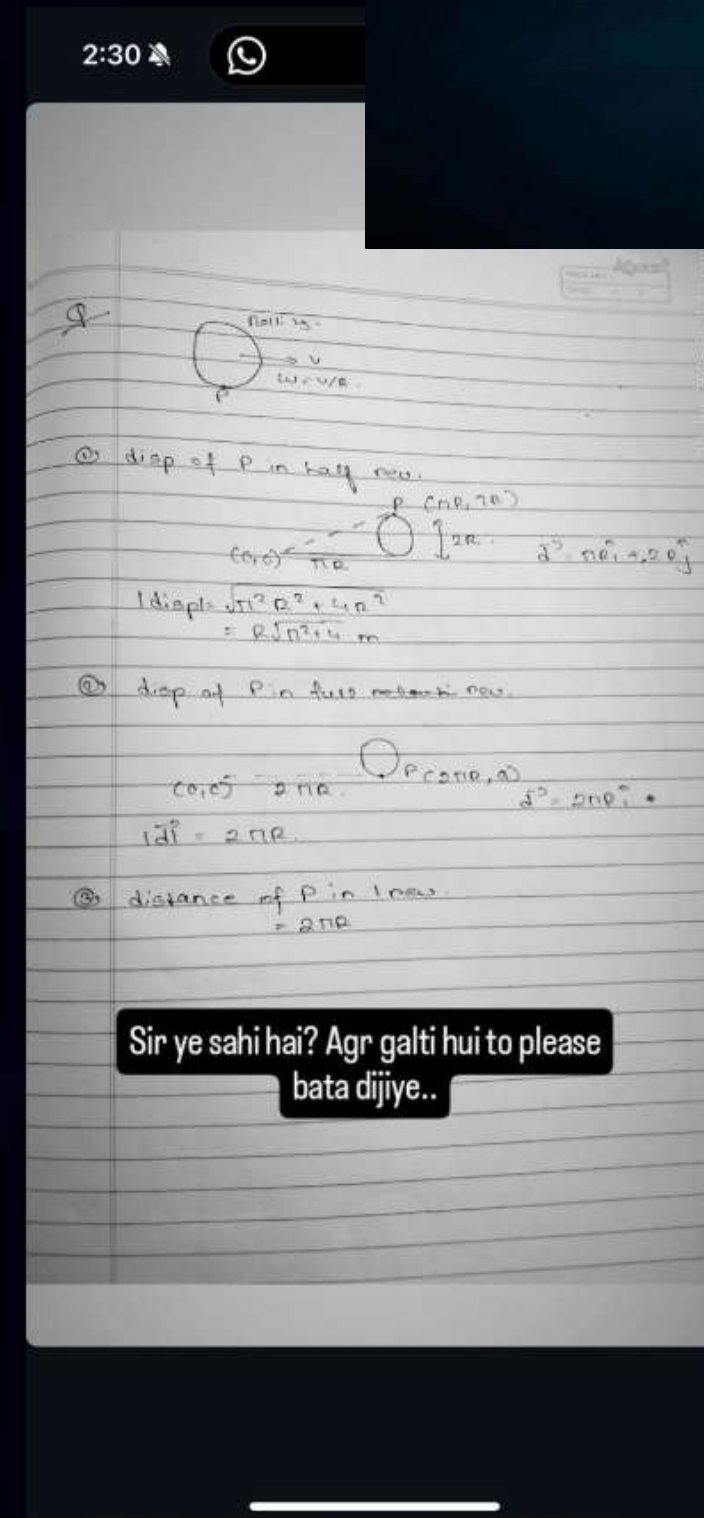 2:30
Q
Rolling.
v
ω = v/R.
P
① disp of P in half rev.
P (πR, 2R)
2R.
(0,0) πR
d⃗ = πRî + 2Rĵ
|disp| = √π²R² + 4R²
= R√π²+4 m
② disp of P in full rev.
P(2πR, 0)
(0,0) 2πR.
d⃗ = 2πRî
|d⃗| = 2πR.
③ distance of P in 1 rev.
= 2πR
Sir ye sahi hai? Agr galti hui to please
bata dijiye..